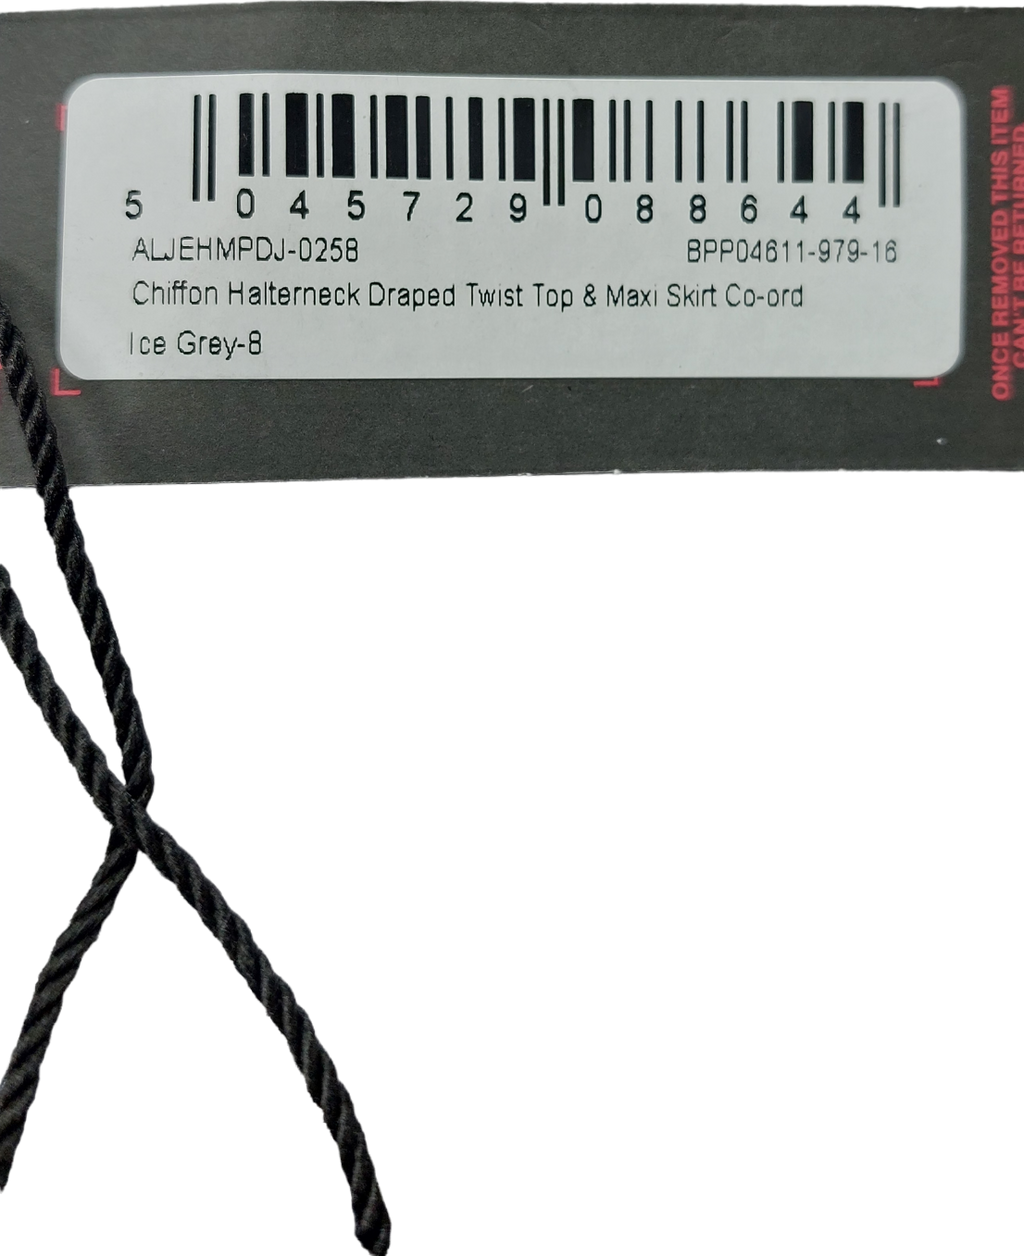 5 045729 088644
ALJEHMPDJ-0258 BPP04611-979-16
Chiffon Halterneck Draped Twist Top & Maxi Skirt Co-ord
Ice Grey-8
ONCE REMOVED THIS ITEM
CAN'T BE RETURNED